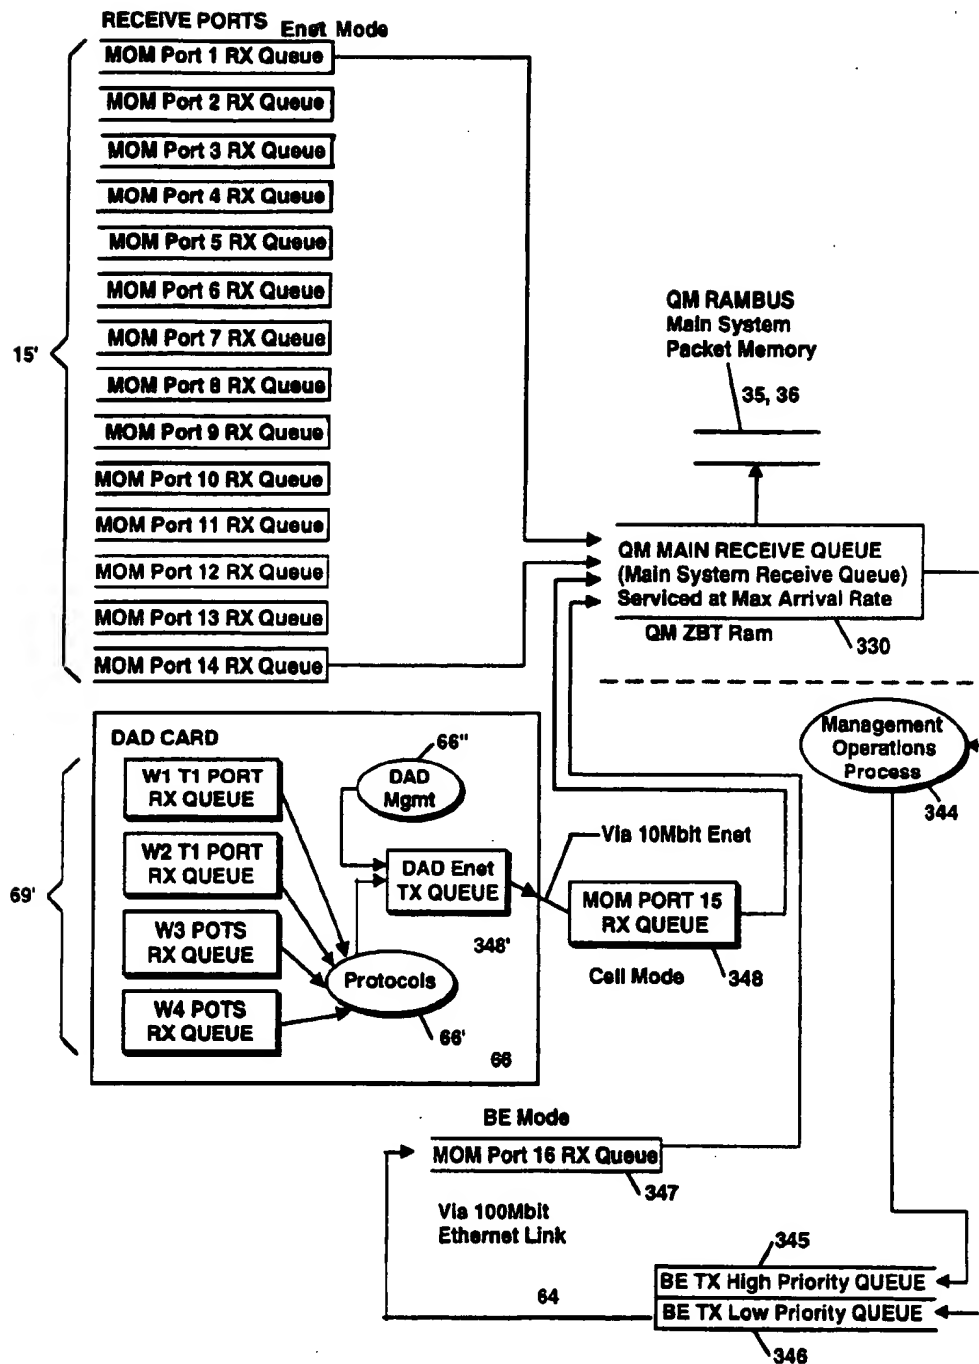 RECEIVE PORTS
Enet Mode
MOM Port 1 RX Queue
MOM Port 2 RX Queue
MOM Port 3 RX Queue
MOM Port 4 RX Queue
MOM Port 5 RX Queue
MOM Port 6 RX Queue
MOM Port 7 RX Queue
MOM Port 8 RX Queue
MOM Port 9 RX Queue
MOM Port 10 RX Queue
MOM Port 11 RX Queue
MOM Port 12 RX Queue
MOM Port 13 RX Queue
MOM Port 14 RX Queue
15'
QM RAMBUS
Main System
Packet Memory
35, 36
QM MAIN RECEIVE QUEUE
(Main System Receive Queue)
Serviced at Max Arrival Rate
QM ZBT Ram
330
Management
Operations
Process
344
DAD CARD
66"
DAD
Mgmt
W1 T1 PORT
RX QUEUE
W2 T1 PORT
RX QUEUE
W3 POTS
RX QUEUE
W4 POTS
RX QUEUE
69'
DAD Enet
TX QUEUE
348'
Protocols
66'
66
Via 10Mbit Enet
MOM PORT 15
RX QUEUE
Cell Mode
348
BE Mode
MOM Port 16 RX Queue
347
Via 100Mbit
Ethernet Link
345
BE TX High Priority QUEUE
64
BE TX Low Priority QUEUE
346